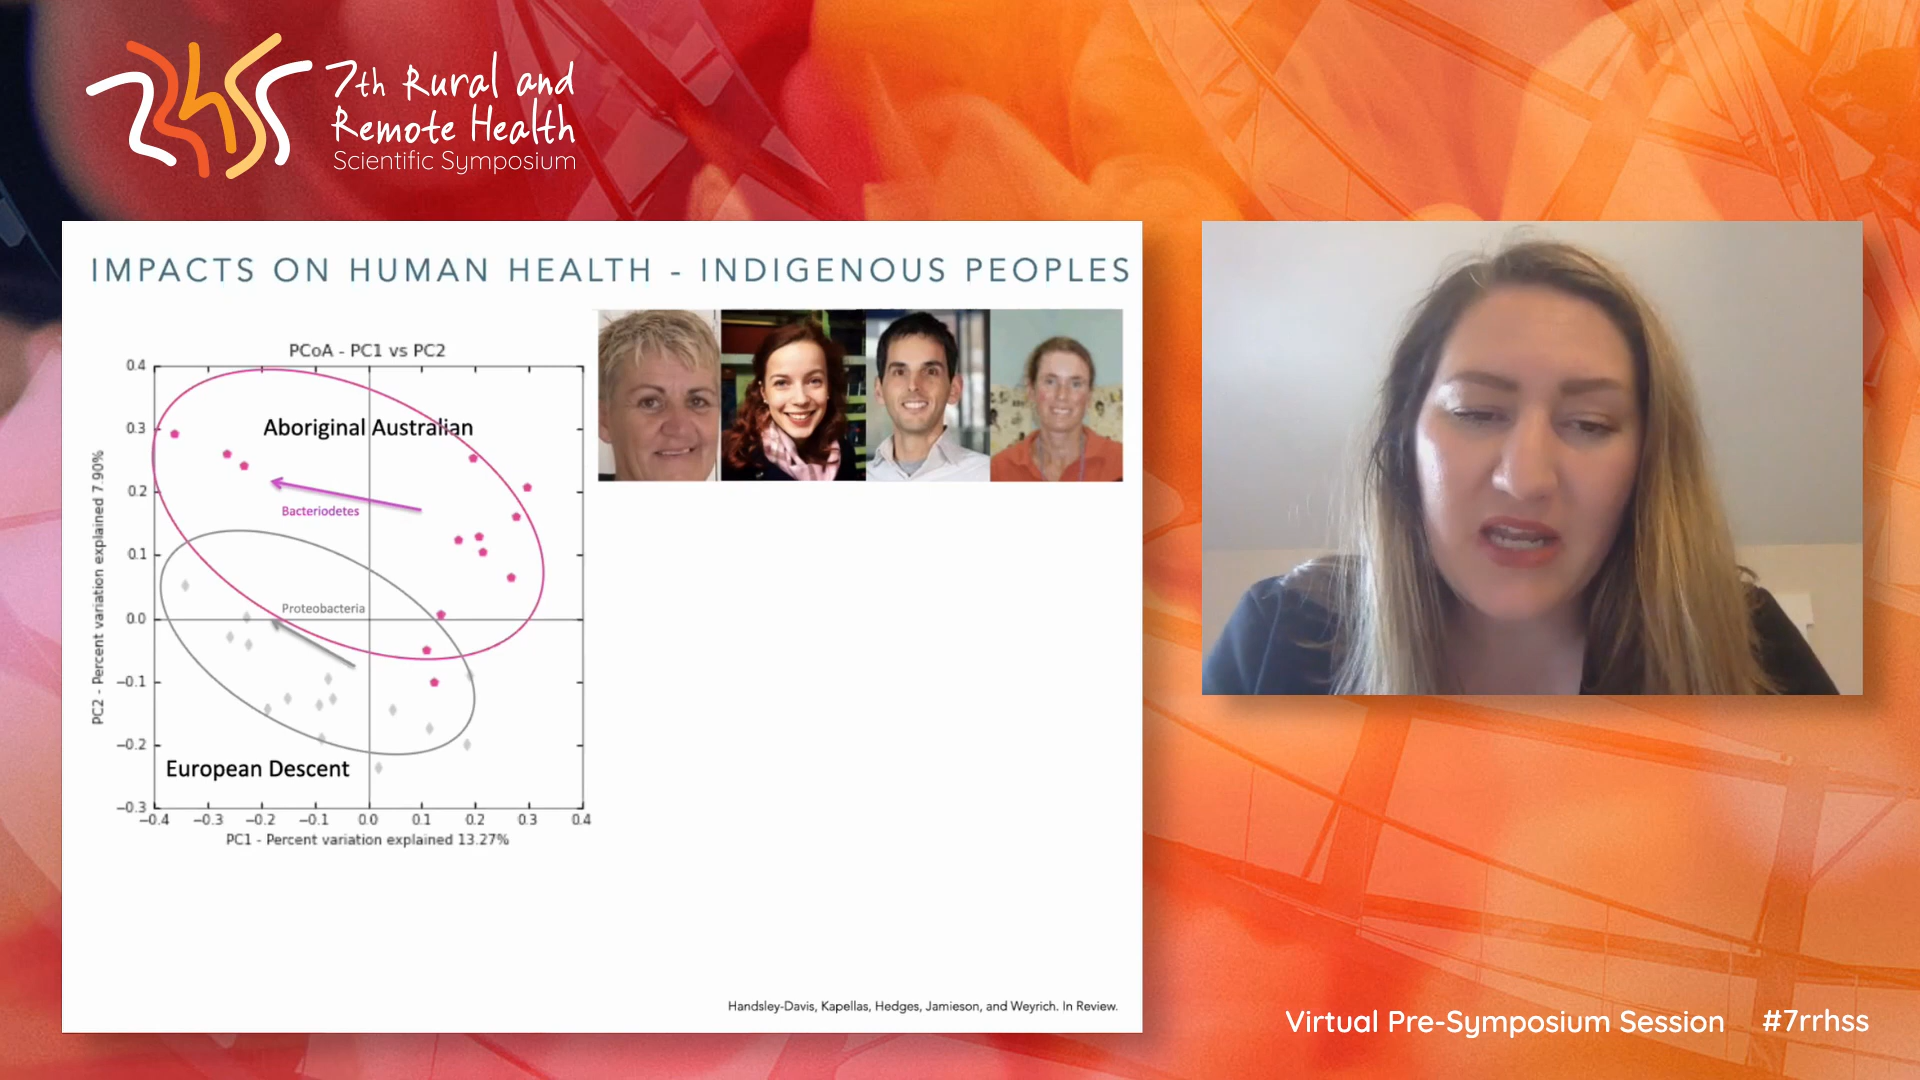 7th Rural and
Remote Health
Scientific Symposium
IMPACTS ON HUMAN HEALTH - INDIGENOUS PEOPLES
PCoA - PC1 vs PC2
0.4
0.3
0.2
0.1
0.0
−0.1
−0.2
−0.3
PC2 - Percent variation explained 7.90%
Aboriginal Australian
Bacteriodetes
Proteobacteria
European Descent
−0.4 −0.3 −0.2 −0.1 0.0 0.1 0.2 0.3 0.4
PC1 - Percent variation explained 13.27%
Handsley-Davis, Kapellas, Hedges, Jamieson, and Weyrich. In Review.
Virtual Pre-Symposium Session #7rrhss